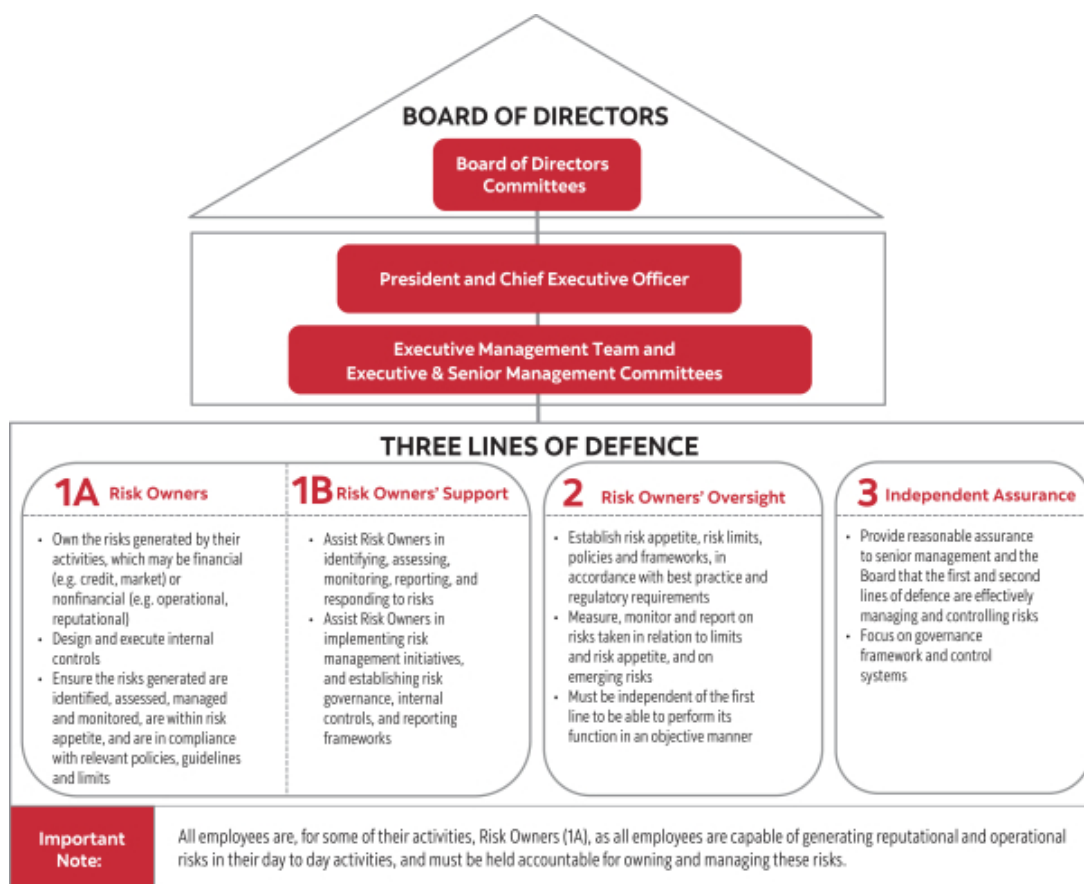 BOARD OF DIRECTORS
Board of Directors
Committees
President and Chief Executive Officer
Executive Management Team and
Executive & Senior Management Committees
THREE LINES OF DEFENCE
1A Risk Owners
• Own the risks generated by their
activities, which may be financial
(e.g. credit, market) or
nonfinancial (e.g. operational,
reputational)
• Design and execute internal
controls
• Ensure the risks generated are
identified, assessed, managed
and monitored, are within risk
appetite, and are in compliance
with relevant policies, guidelines
and limits
1B Risk Owners' Support
• Assist Risk Owners in
identifying, assessing,
monitoring, reporting, and
responding to risks
• Assist Risk Owners in
implementing risk
management initiatives,
and establishing risk
governance, internal
controls, and reporting
frameworks
2 Risk Owners' Oversight
• Establish risk appetite, risk limits,
policies and frameworks, in
accordance with best practice and
regulatory requirements
• Measure, monitor and report on
risks taken in relation to limits
and risk appetite, and on
emerging risks
• Must be independent of the first
line to be able to perform its
function in an objective manner
3 Independent Assurance
• Provide reasonable assurance
to senior management and the
Board that the first and second
lines of defence are effectively
managing and controlling risks
• Focus on governance
framework and control
systems
Important
Note:
All employees are, for some of their activities, Risk Owners (1A), as all employees are capable of generating reputational and operational
risks in their day to day activities, and must be held accountable for owning and managing these risks.